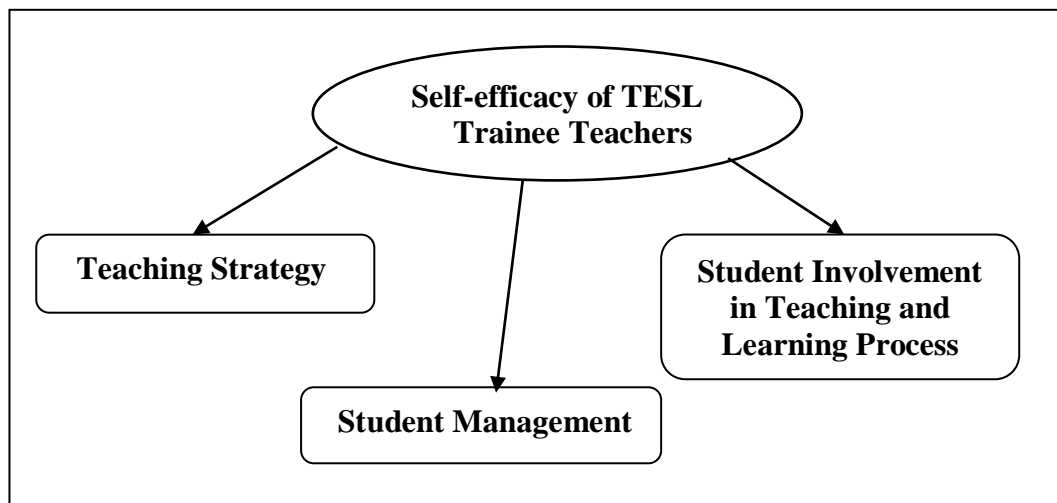 Self-efficacy of TESL
Trainee Teachers
Teaching Strategy
Student Involvement
in Teaching and
Learning Process
Student Management